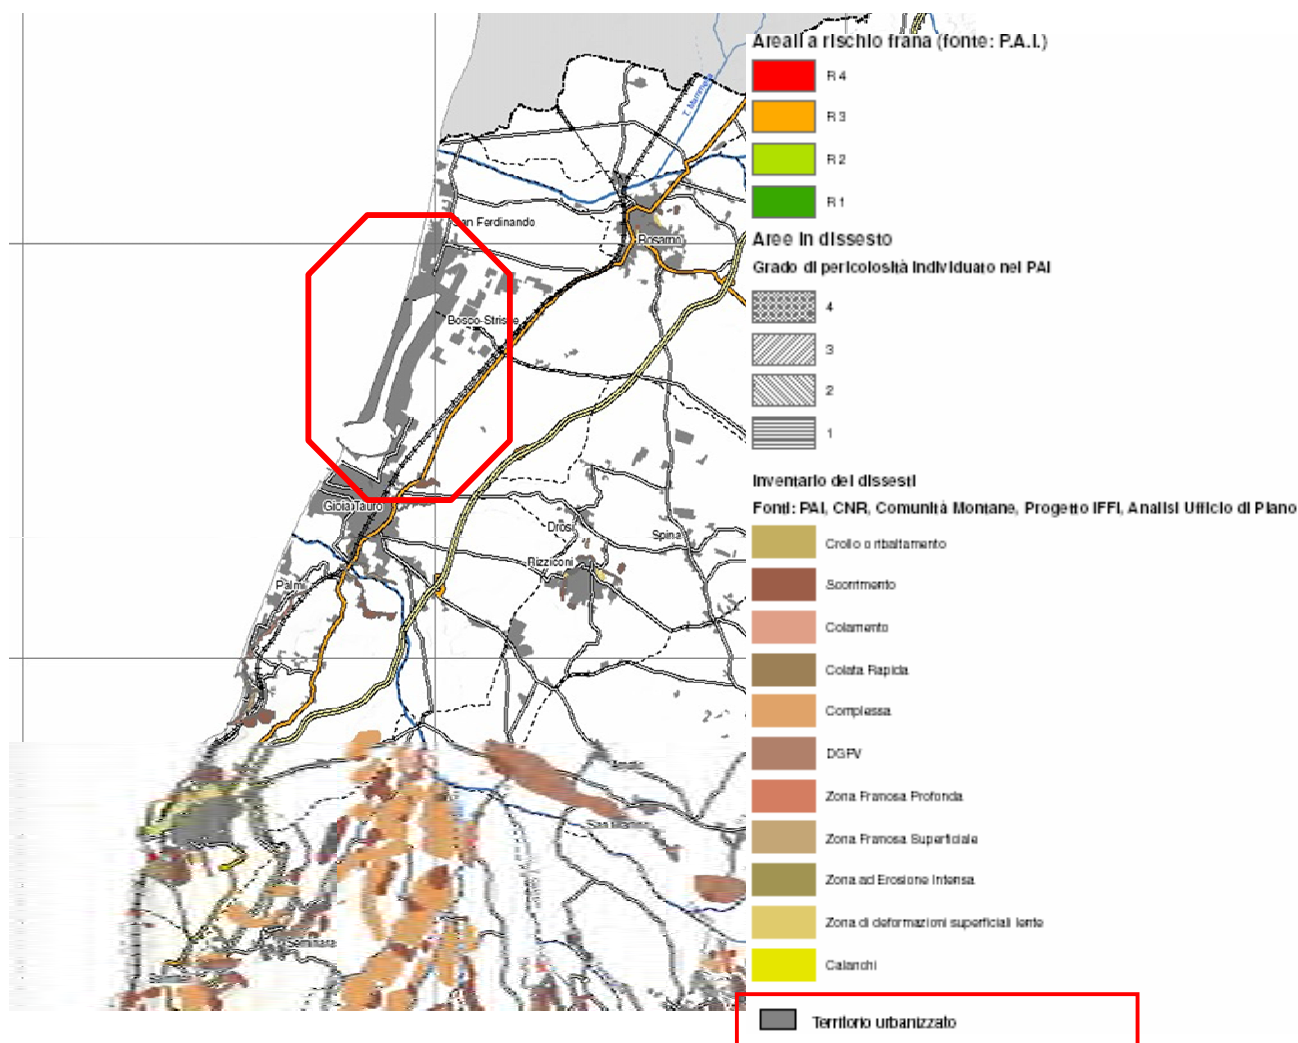 Areali a rischio frana (fonte: P.A.I.)
R 4
R 3
R 2
R 1
Aree in dissesto
Grado di pericolosità individuato nel PAI
4
3
2
1
Inventario dei dissesti
Fonti: PAI, CNR, Comunità Montane, Progetto IFFI, Analisi Ufficio di Piano
Crollo o ribaltamento
Scorrimento
Colamento
Colata Rapida
Complessa
DGPV
Zona Franosa Profonda
Zona Franosa Superficiale
Zona ad Erosione Intensa
Zona di deformazioni superficiali lente
Calanchi
Territorio urbanizzato
San Ferdinando
Rosarno
Gioia Tauro
Drosi
Spina
Rizziconi
Palmi
Seminara